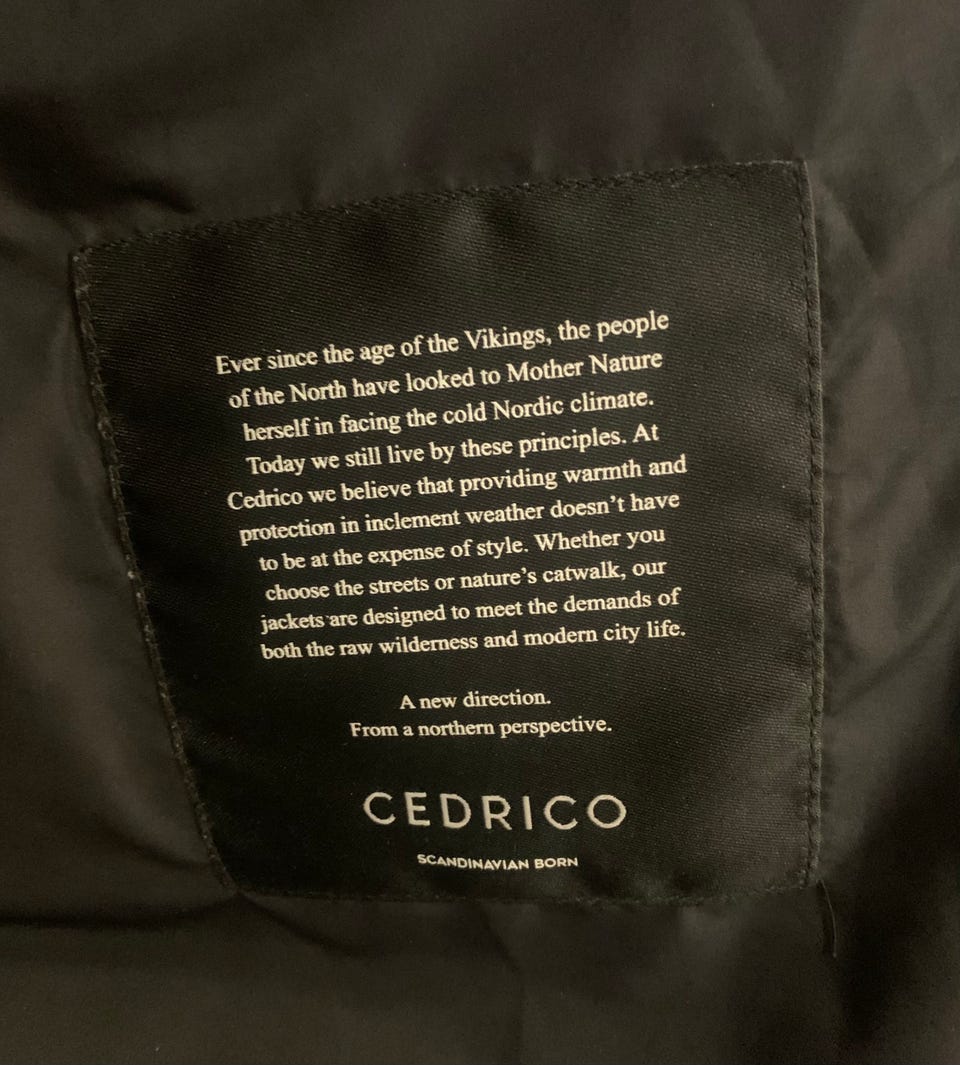 Ever since the age of the Vikings, the people
of the North have looked to Mother Nature
herself in facing the cold Nordic climate.
Today we still live by these principles. At
Cedrico we believe that providing warmth and
protection in inclement weather doesn’t have
to be at the expense of style. Whether you
choose the streets or nature’s catwalk, our
jackets are designed to meet the demands of
both the raw wilderness and modern city life.
A new direction.
From a northern perspective.
CEDRICO
SCANDINAVIAN BORN